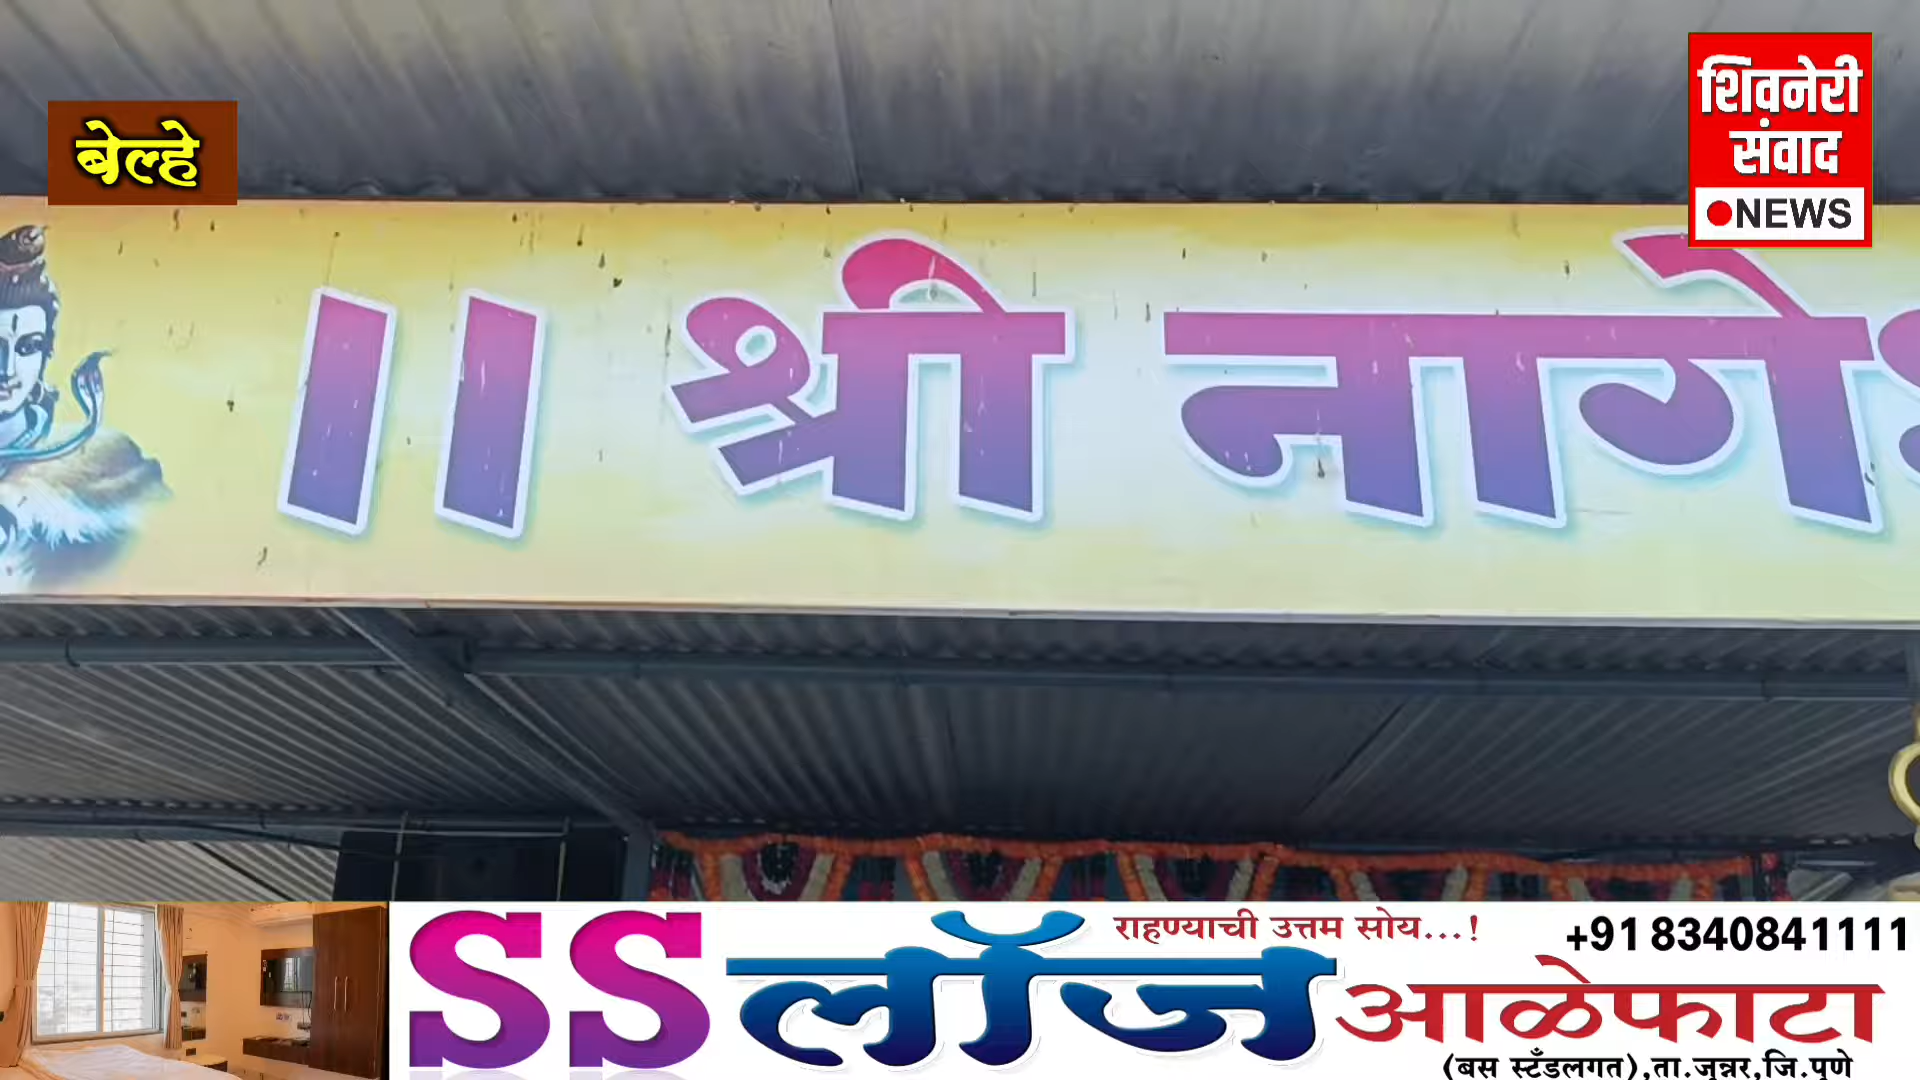 बेल्हे
शिवनेरी
संवाद
NEWS
॥ श्री नागे
SS लॉज
राहण्याची उत्तम सोय...!
+91 8340841111
आळेफाटा
(बस स्टँडलगत),ता.जुन्नर,जि.पुणे